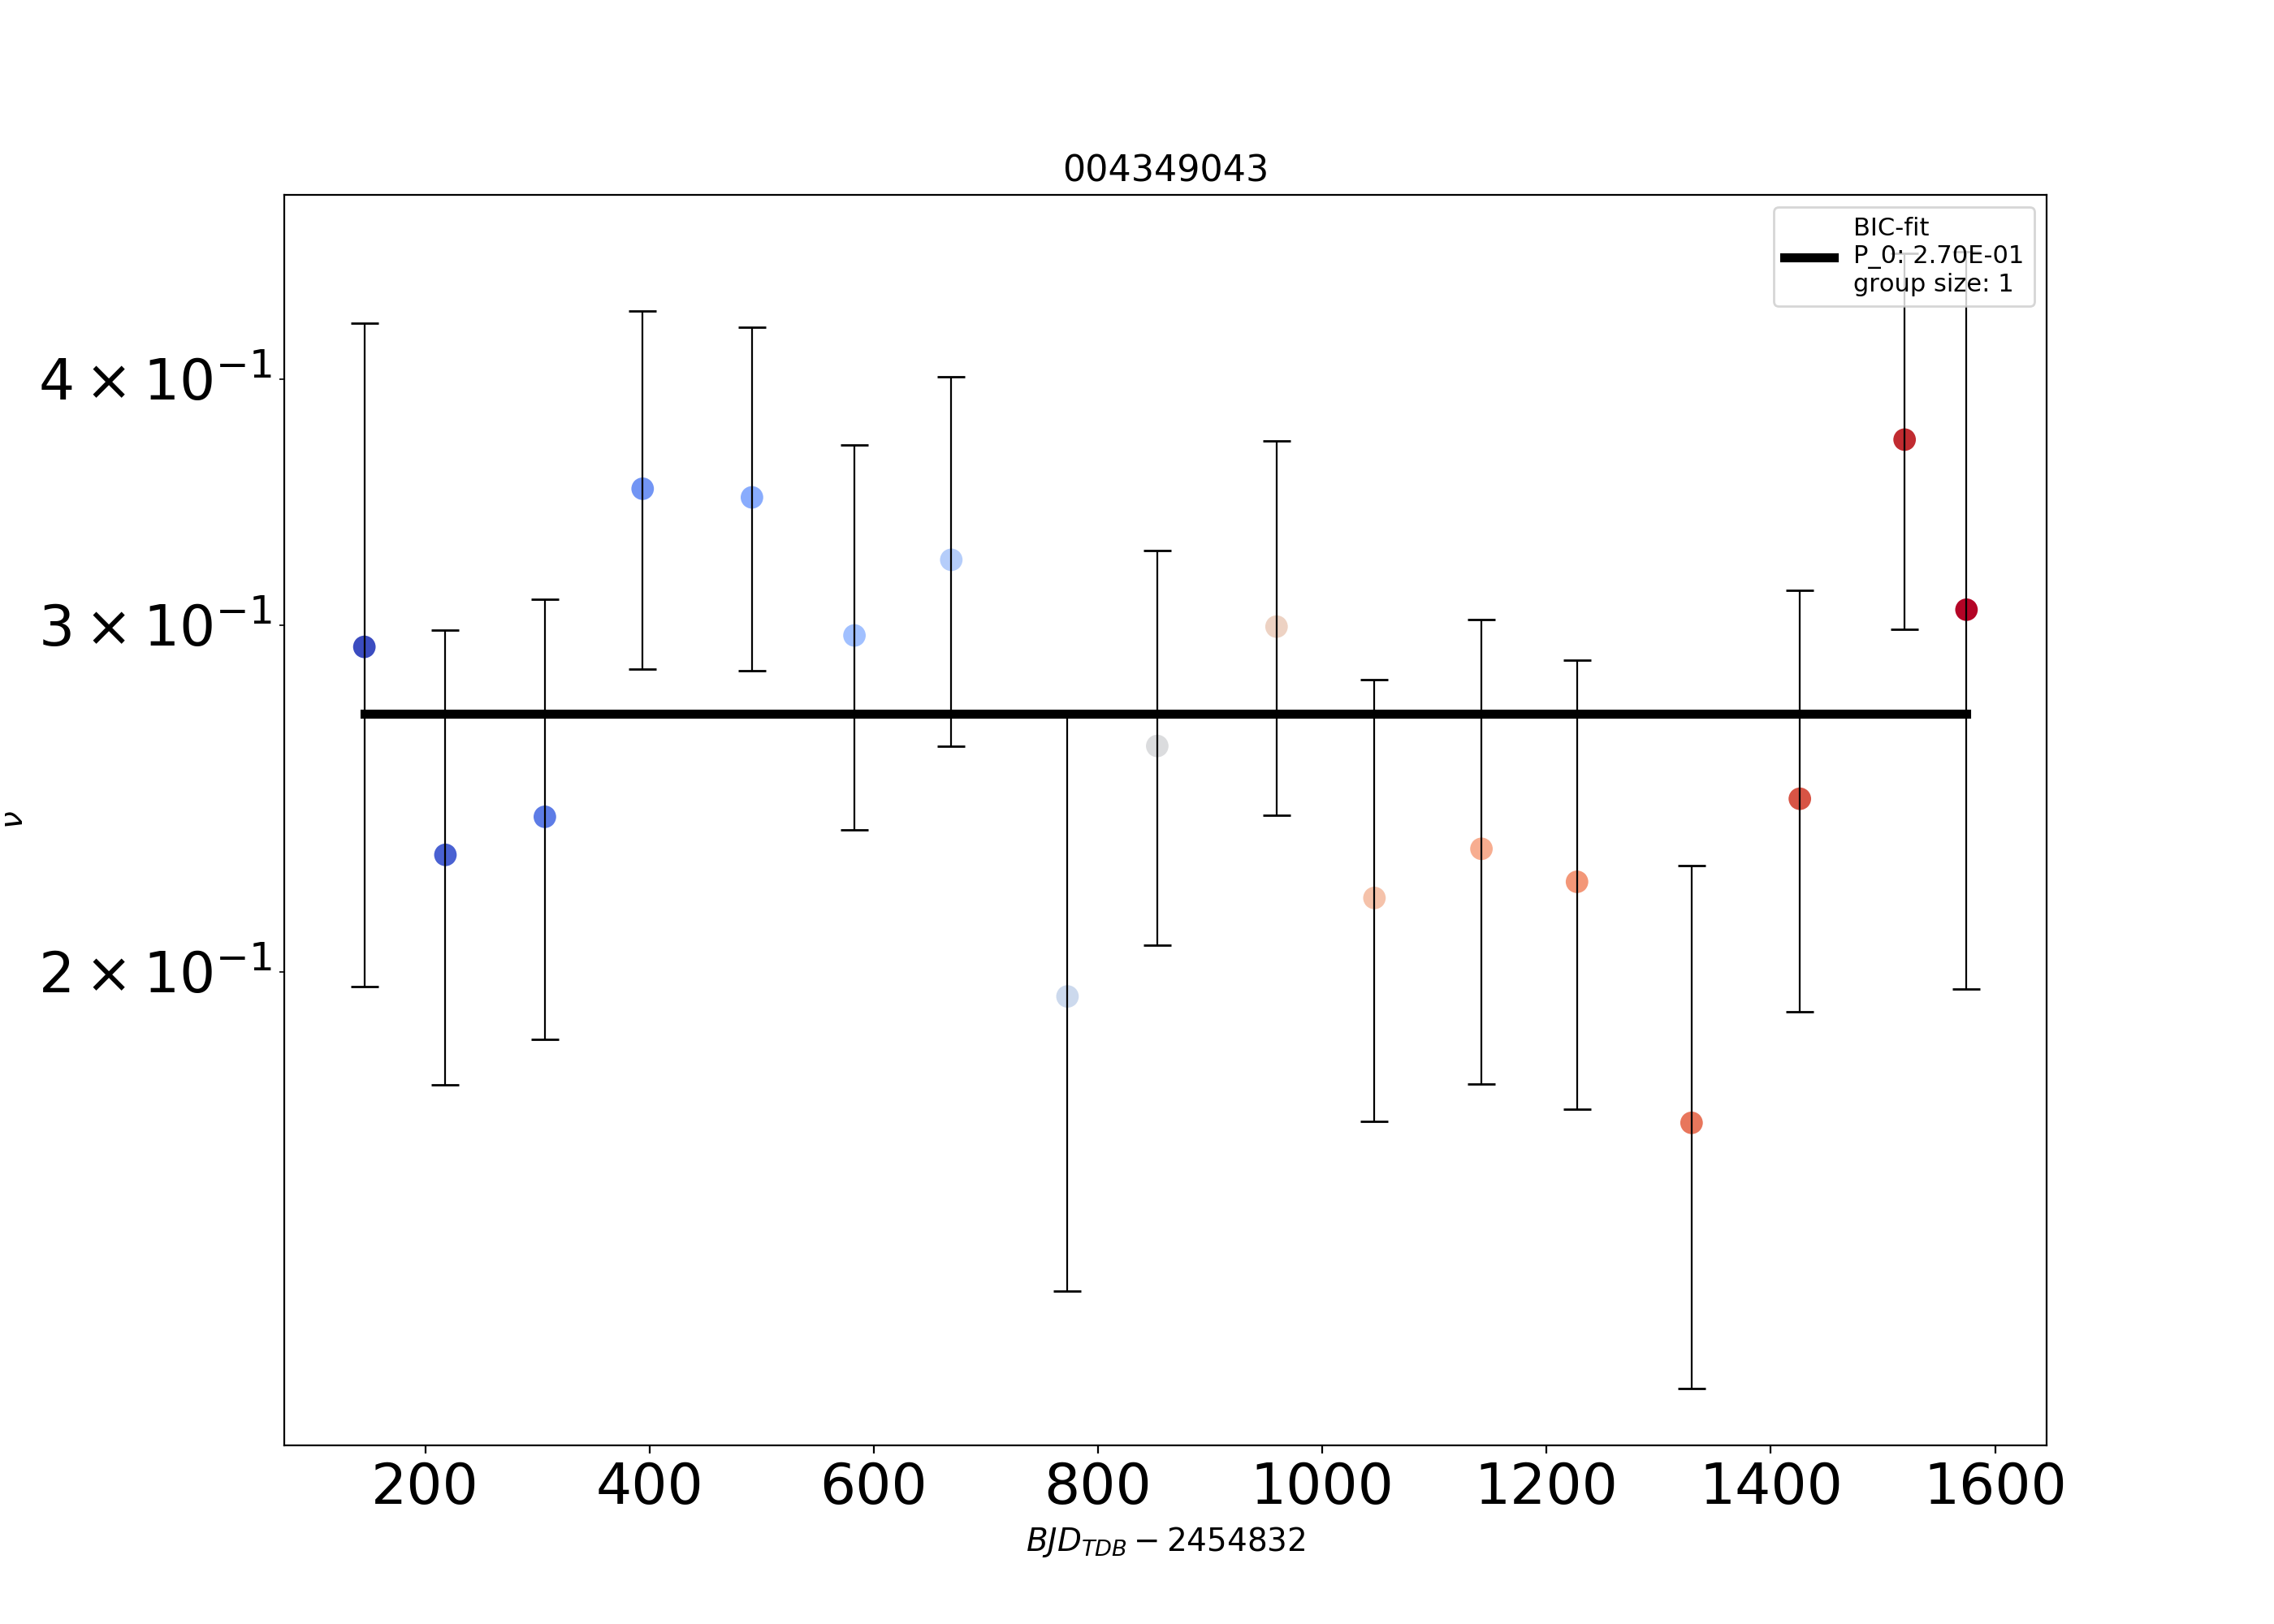 004349043
BIC-fit
P_0: 2.70E-01
group size: 1
4 × 10⁻¹
3 × 10⁻¹
2 × 10⁻¹
ν
200 400 600 800 1000 1200 1400 1600
BJD_TDB − 2454832